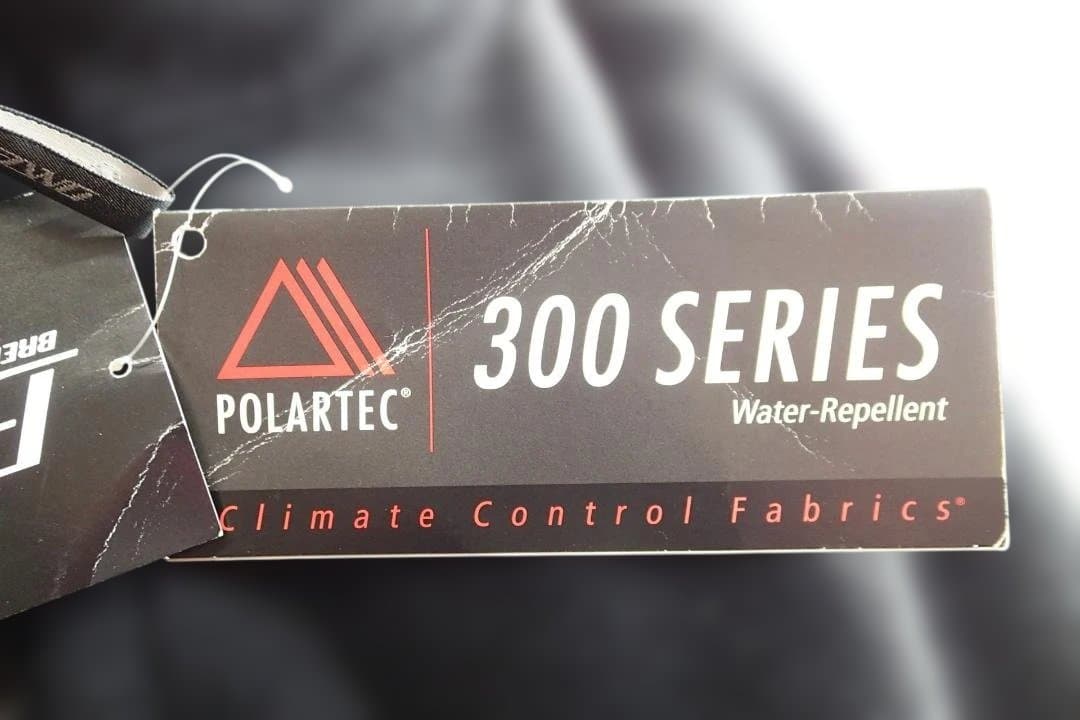 POLARTEC®
300 SERIES
Water-Repellent
Climate Control Fabrics®